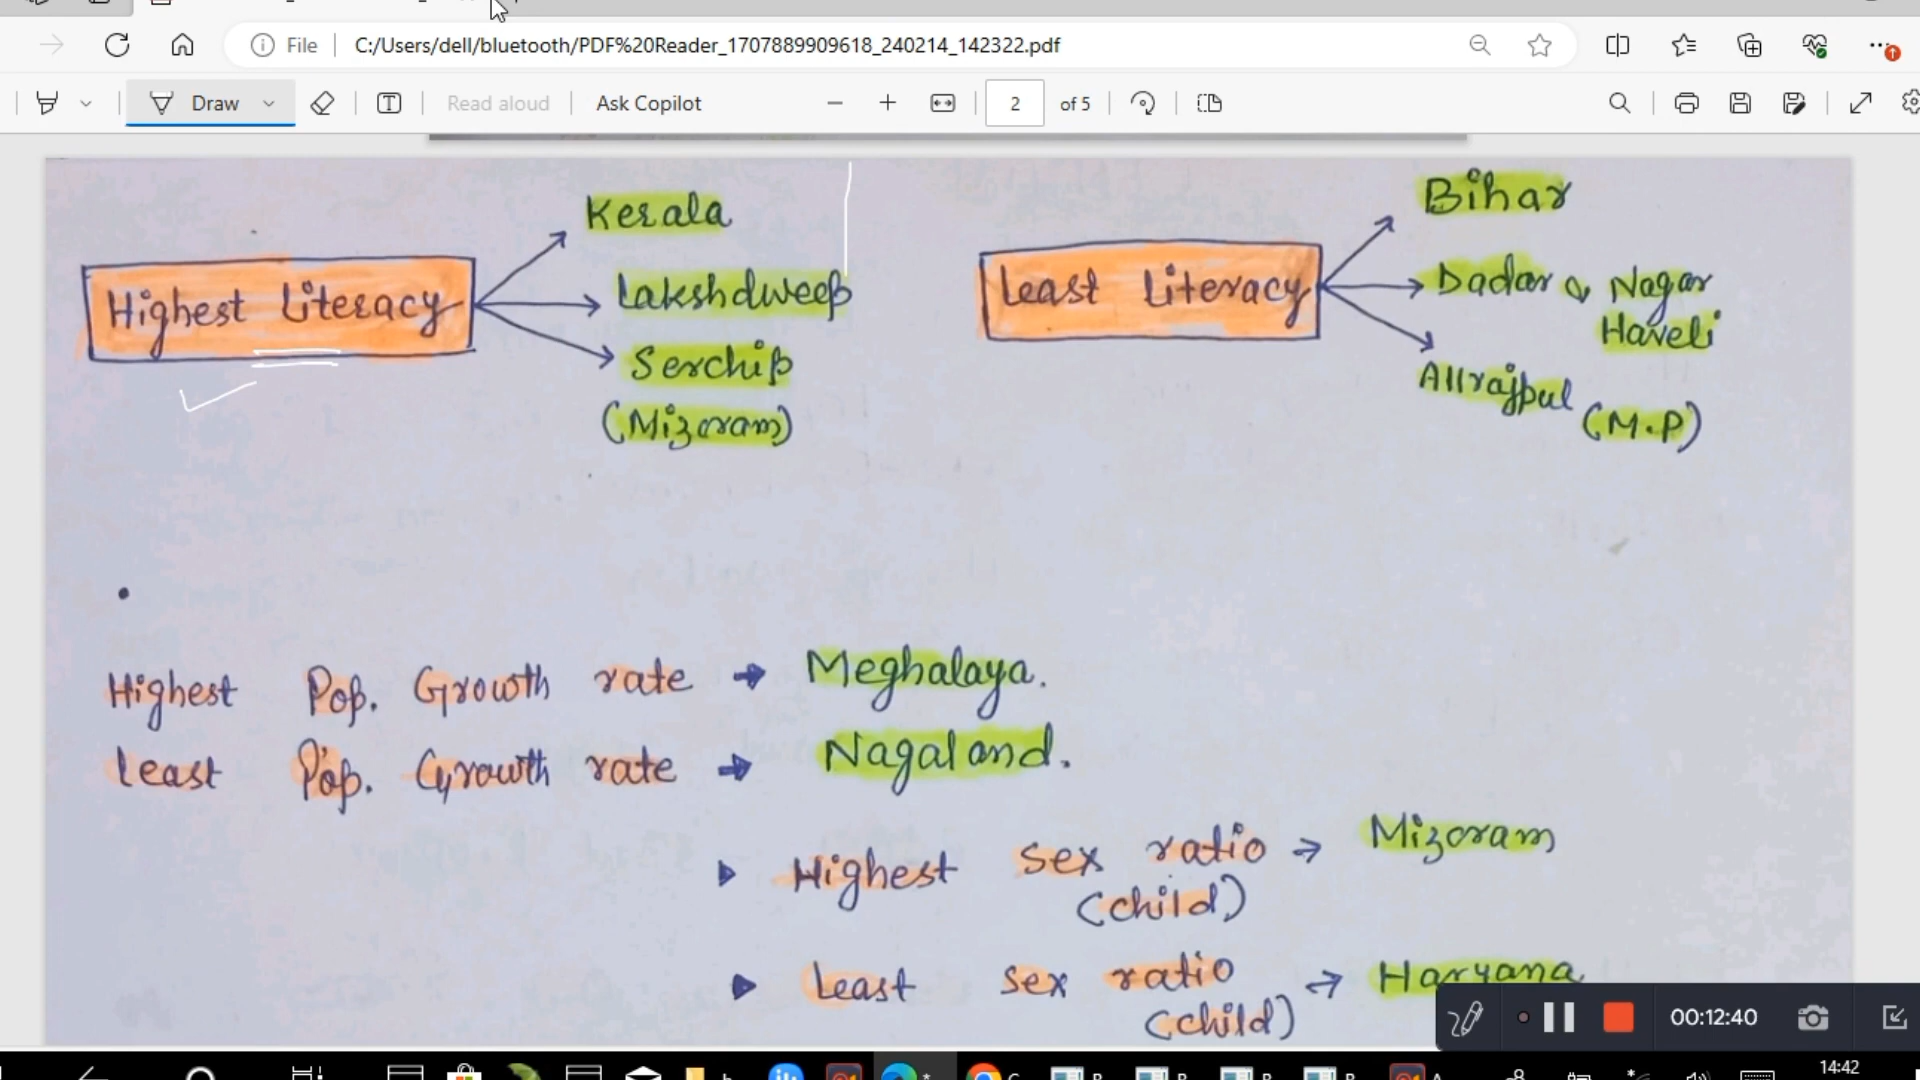 File
C:/Users/dell/bluetooth/PDF%20Reader_1707889909618_240214_142322.pdf
Draw
Read aloud
Ask Copilot
2
of 5
Highest Literacy
Kerala
Lakshdweep
Serchip
(Mizoram)
Least Literacy
Bihar
Dadar & Nagar
Haveli
Allrajpul
(M.P)
Highest Pop. Growth rate → Meghalaya.
Least Pop. Growth rate → Nagaland.
Highest sex ratio → Mizoram
(child)
Least sex ratio → Haryana
(child)
00:12:40
14:42